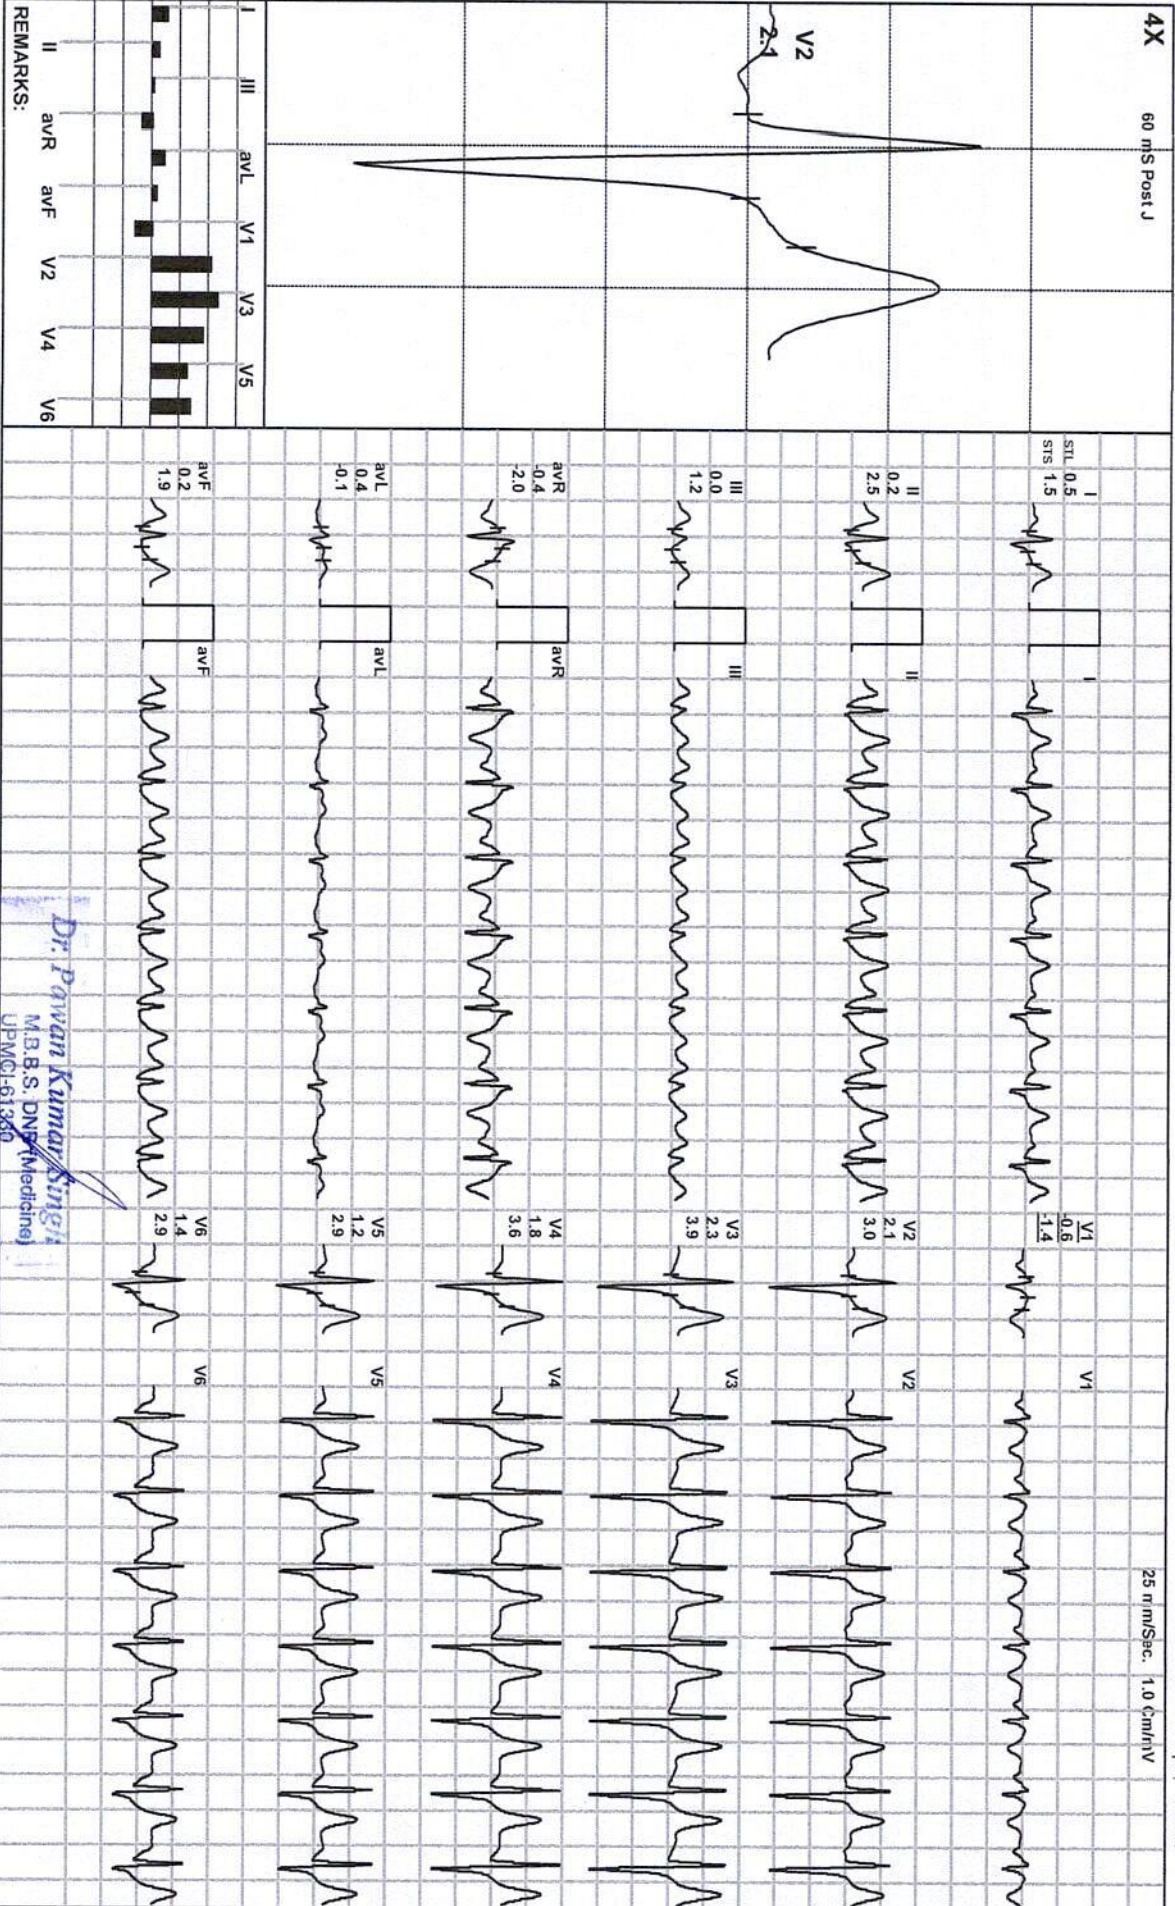 4X
60 mS Post J
25 mm/Sec. 1.0 Cm/mV
V2
2.1
I
STL 0.5
STS 1.5
I
V1
-0.6
-1.4
V1
II
0.2
2.5
II
V2
2.1
3.0
V2
III
0.0
1.2
III
V3
2.3
3.9
V3
avR
-0.4
-2.0
avR
V4
1.8
3.6
V4
avL
0.4
-0.1
avL
V5
1.2
2.9
V5
avF
0.2
1.9
avF
V6
1.4
2.9
V6
I III avL V1 V3 V5
II avR avF V2 V4 V6
REMARKS:
Dr. Pawan Kumar Singh
M.B.B.S. DNB (Medicine)
UPMCI-61330